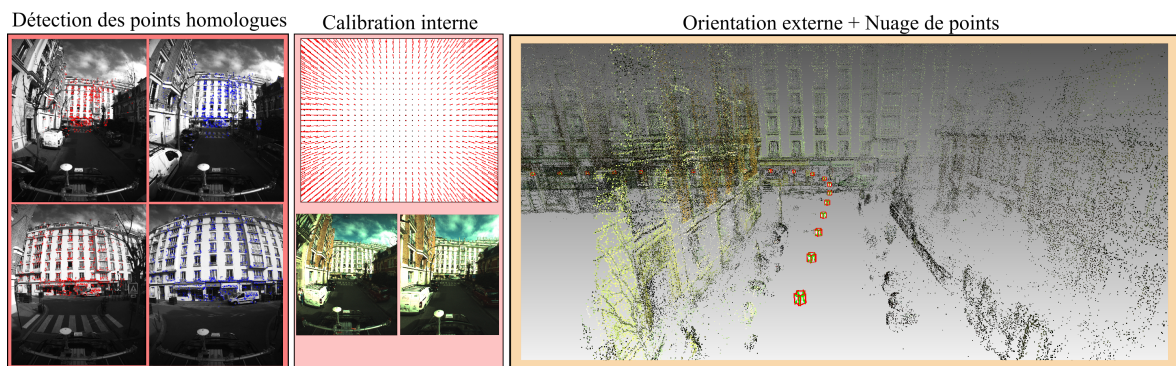 Détection des points homologues
Calibration interne
Orientation externe + Nuage de points